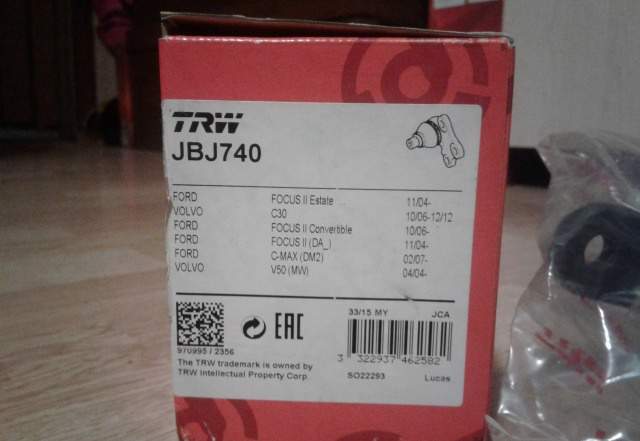 TRW
JBJ740
FORD FOCUS II Estate 11/04-
VOLVO C30 10/06-12/12
FORD FOCUS II Convertible 10/06-
FORD FOCUS II (DA_) 11/04-
FORD C-MAX (DM2) 02/07-
VOLVO V50 (MW) 04/04-
33/15 MY JCA
EAC
970995 / 2356
3 322937 462582
The TRW trademark is owned by
TRW Intellectual Property Corp.
SO22293 Lucas